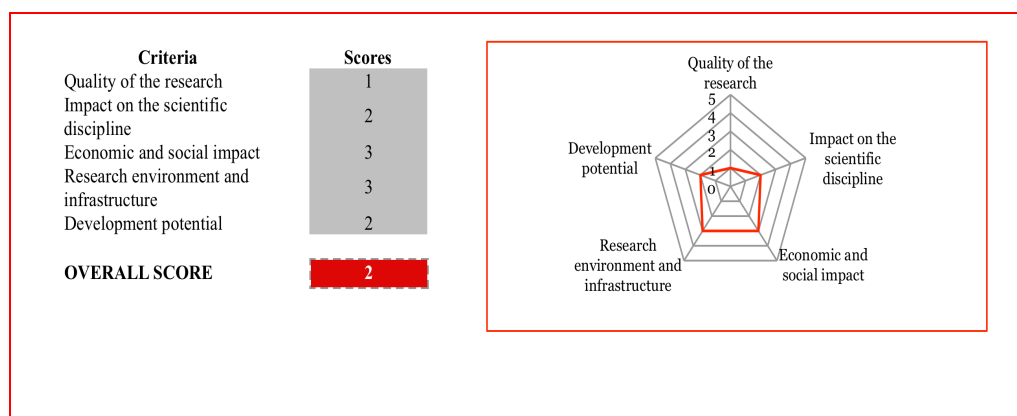 Criteria Scores
Quality of the research 1
Impact on the scientific
discipline 2
Economic and social impact 3
Research environment and
infrastructure 3
Development potential 2
OVERALL SCORE 2
Quality of the
research
5
4
3
2
1
0
Impact on the
scientific
discipline
Economic and
social impact
Research
environment and
infrastructure
Development
potential